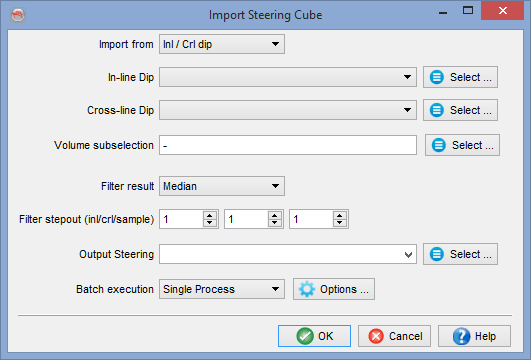 Import Steering Cube
Import from Inl / Crl dip
In-line Dip Select ...
Cross-line Dip Select ...
Volume subselection - Select ...
Filter result Median
Filter stepout (inl/crl/sample) 1 1 1
Output Steering Select ...
Batch execution Single Process Options ...
OK Cancel Help